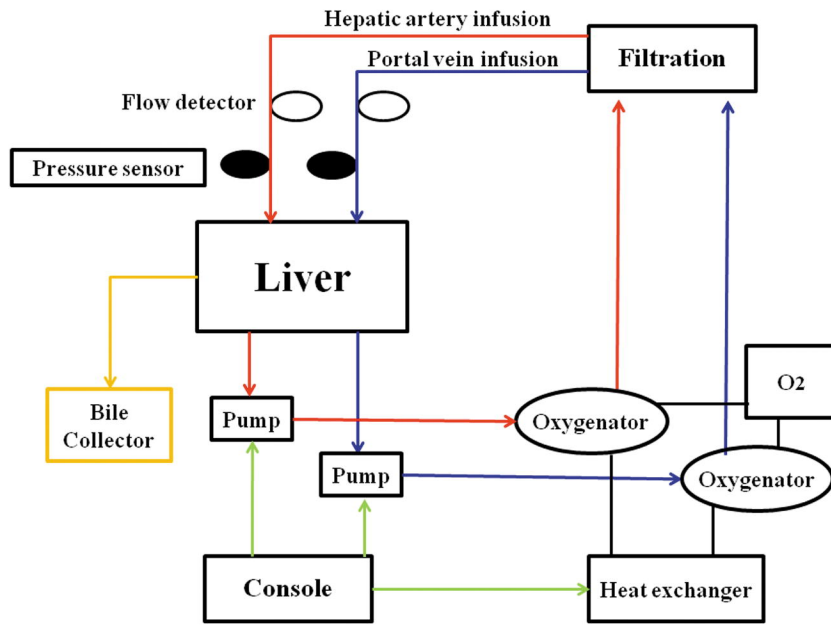 Hepatic artery infusion
Portal vein infusion
Filtration
Flow detector
Pressure sensor
Liver
O2
Bile
Collector
Pump
Oxygenator
Pump
Oxygenator
Console
Heat exchanger